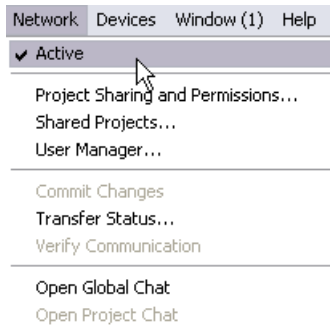 Network Devices Window (1) Help
Active
Project Sharing and Permissions...
Shared Projects...
User Manager...
Commit Changes
Transfer Status...
Verify Communication
Open Global Chat
Open Project Chat